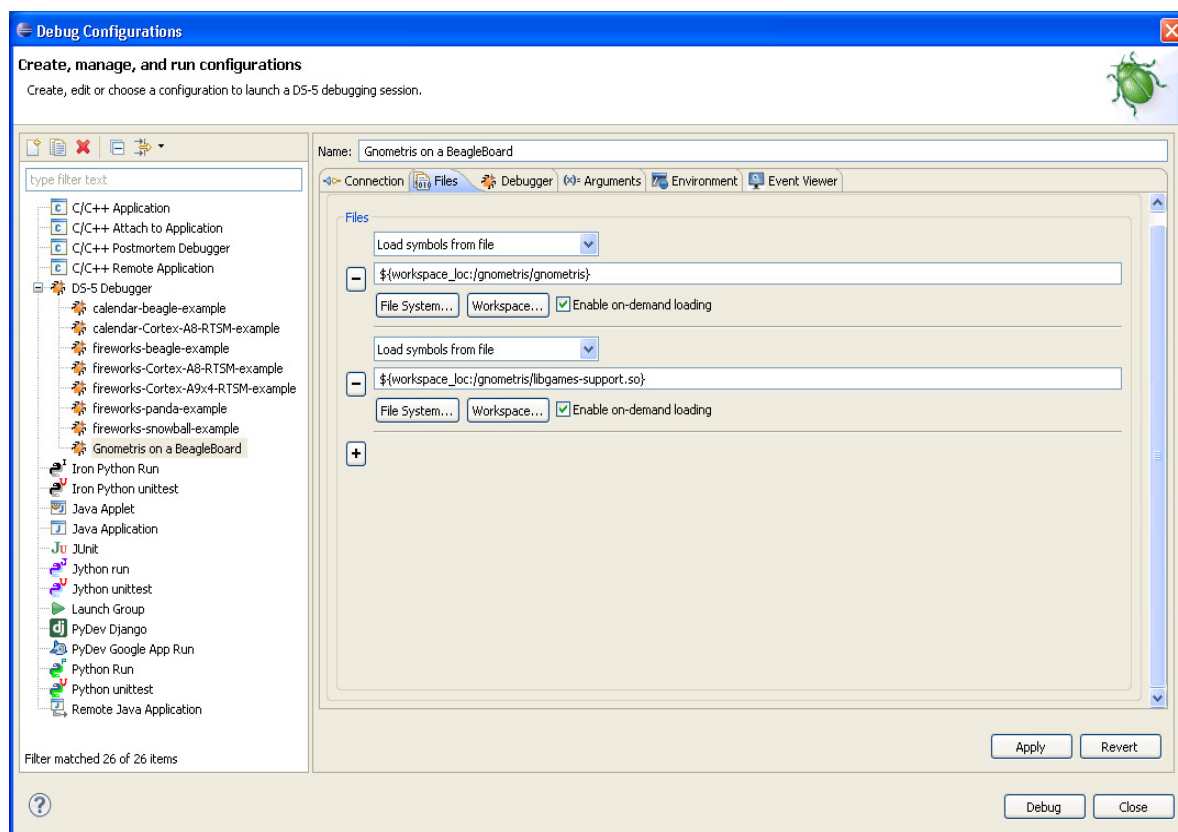 Debug Configurations
Create, manage, and run configurations
Create, edit or choose a configuration to launch a DS-5 debugging session.
type filter text
C/C++ Application
C/C++ Attach to Application
C/C++ Postmortem Debugger
C/C++ Remote Application
DS-5 Debugger
calendar-beagle-example
calendar-Cortex-A8-RTSM-example
fireworks-beagle-example
fireworks-Cortex-A8-RTSM-example
fireworks-Cortex-A9x4-RTSM-example
fireworks-panda-example
fireworks-snowball-example
Gnometris on a BeagleBoard
Iron Python Run
Iron Python unittest
Java Applet
Java Application
JUnit
Jython run
Jython unittest
Launch Group
PyDev Django
PyDev Google App Run
Python Run
Python unittest
Remote Java Application
Filter matched 26 of 26 items
Name: Gnometris on a BeagleBoard
Connection Files Debugger Arguments Environment Event Viewer
Files
Load symbols from file
${workspace_loc:/gnometris/gnometris}
File System... Workspace... Enable on-demand loading
Load symbols from file
${workspace_loc:/gnometris/libgames-support.so}
File System... Workspace... Enable on-demand loading
Apply Revert
Debug Close